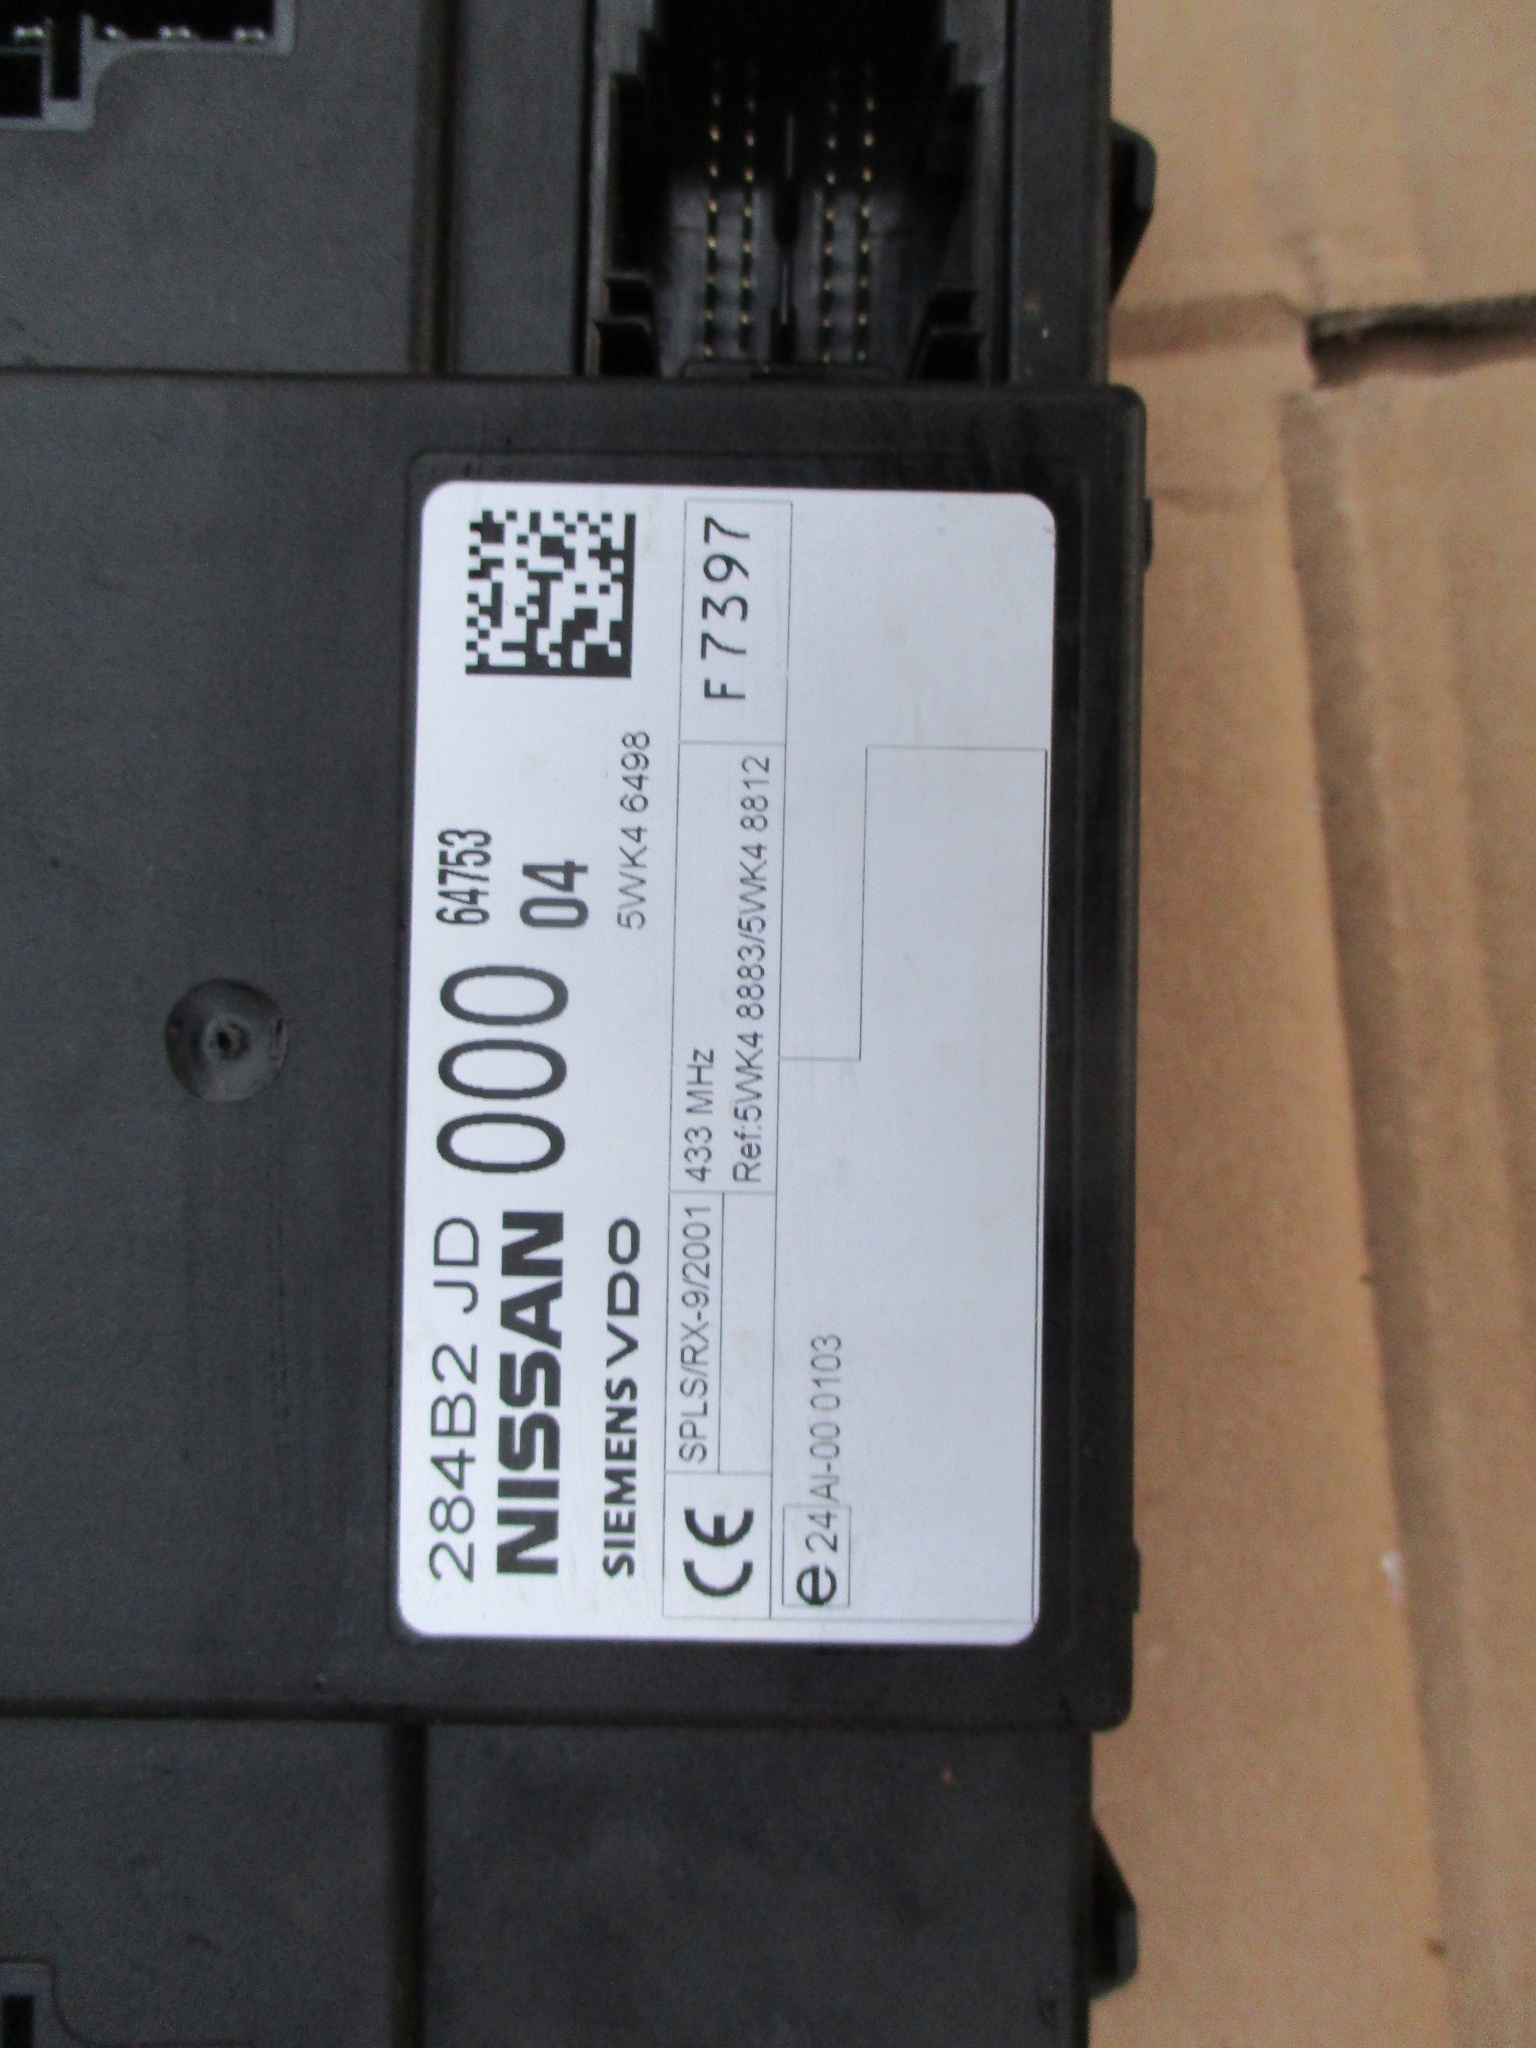 284B2 JD 000 64753
NISSAN 04
SIEMENS VDO 5WK4 6498
CE SPLS/RX-9/2001 433 MHz F7397
Ref:5WK4 8883/5WK4 8812
e 24 AI-00 0103